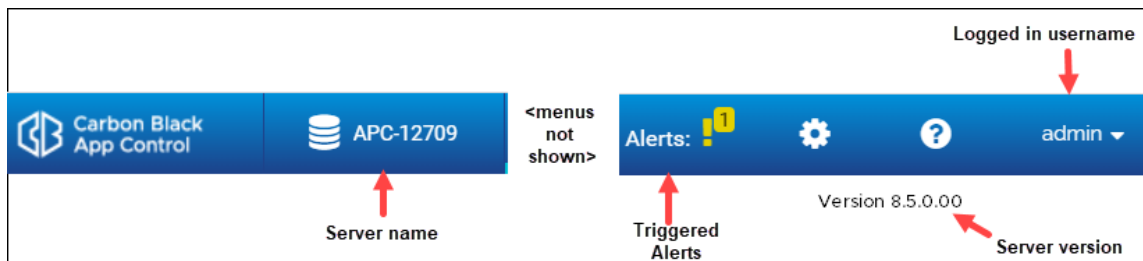 Logged in username
Carbon Black
App Control
APC-12709
<menus
not
shown>
Alerts:
1
admin
Version 8.5.0.00
Server name
Triggered
Alerts
Server version